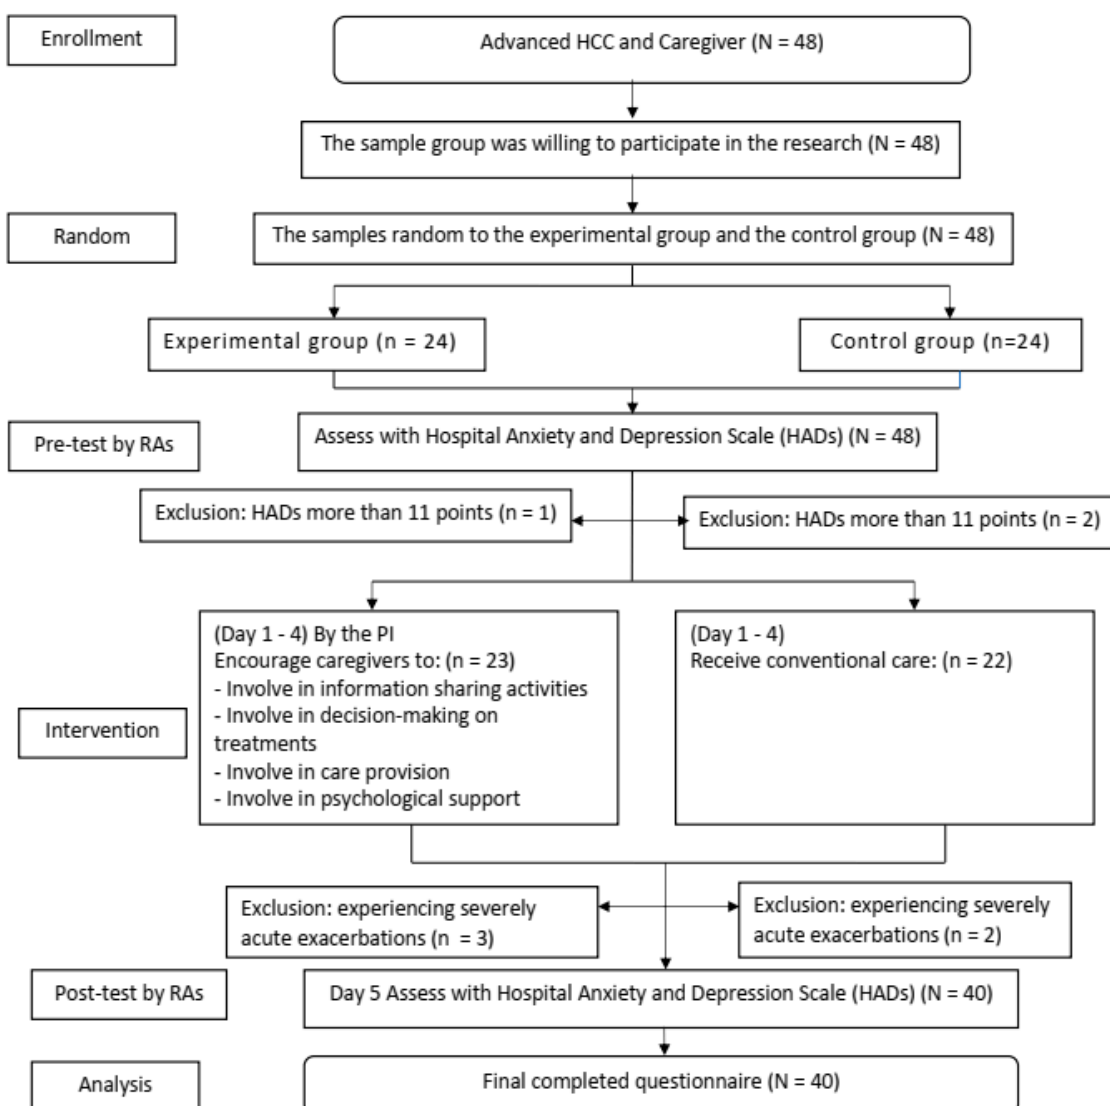 Enrollment
Advanced HCC and Caregiver (N = 48)
The sample group was willing to participate in the research (N = 48)
Random
The samples random to the experimental group and the control group (N = 48)
Experimental group (n = 24)
Control group (n=24)
Pre-test by RAs
Assess with Hospital Anxiety and Depression Scale (HADs) (N = 48)
Exclusion: HADs more than 11 points (n = 1)
Exclusion: HADs more than 11 points (n = 2)
Intervention
(Day 1 - 4) By the PI
Encourage caregivers to: (n = 23)
- Involve in information sharing activities
- Involve in decision-making on
treatments
- Involve in care provision
- Involve in psychological support
(Day 1 - 4)
Receive conventional care: (n = 22)
Exclusion: experiencing severely
acute exacerbations (n  = 3)
Exclusion: experiencing severely
acute exacerbations (n = 2)
Post-test by RAs
Day 5 Assess with Hospital Anxiety and Depression Scale (HADs) (N = 40)
Analysis
Final completed questionnaire (N = 40)